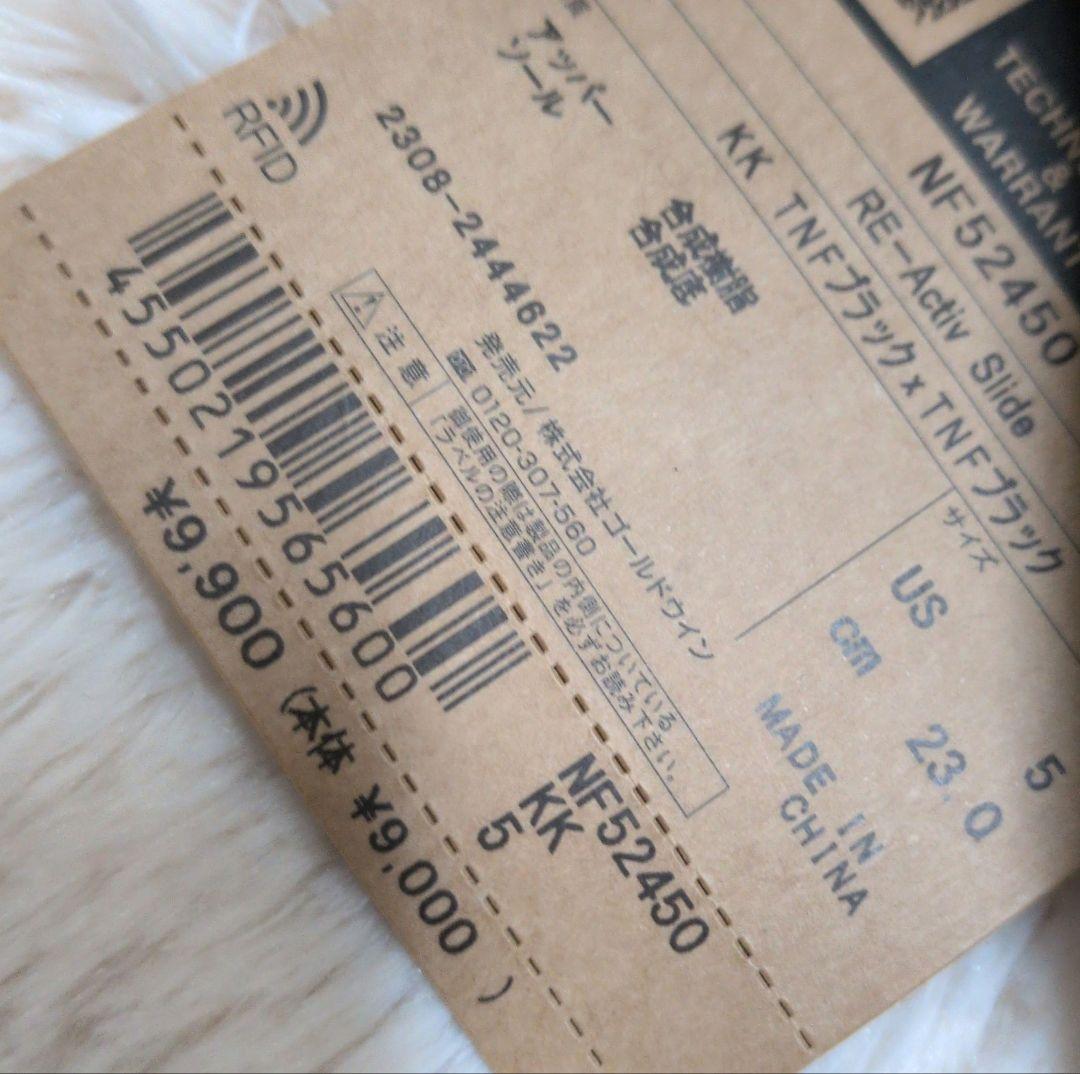 TECHN
&
WARRANT
NF52450
RE-Activ Slide
KK TNFブラック x TNFブラック
サイズ
US 5
cm 23.0
MADE IN
CHINA
質
アッパー 合成樹脂
ソール 合成底
2308-2444622
発売元/株式会社ゴールドウイン
0120-307-560
注意
御使用の際は製品の内側についている
「ラベルの注意書き」を必ずお読み下さい。
RFID
4550219565600
NF52450
KK
5
¥9,900 (本体 ¥9,000 )